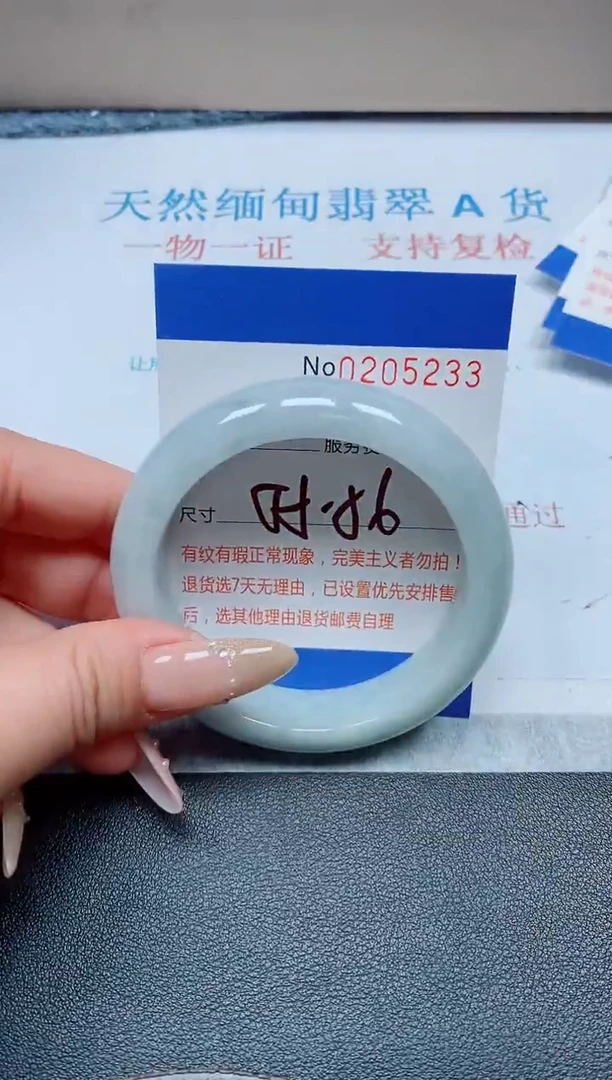 天然缅甸翡翠 A 货
一物一证 支持复检
No0205233
服务
尺寸
有纹有瑕正常现象，完美主义者勿拍！
退货选7天无理由，已设置优先安排售
后，选其他理由退货邮费自理
通过